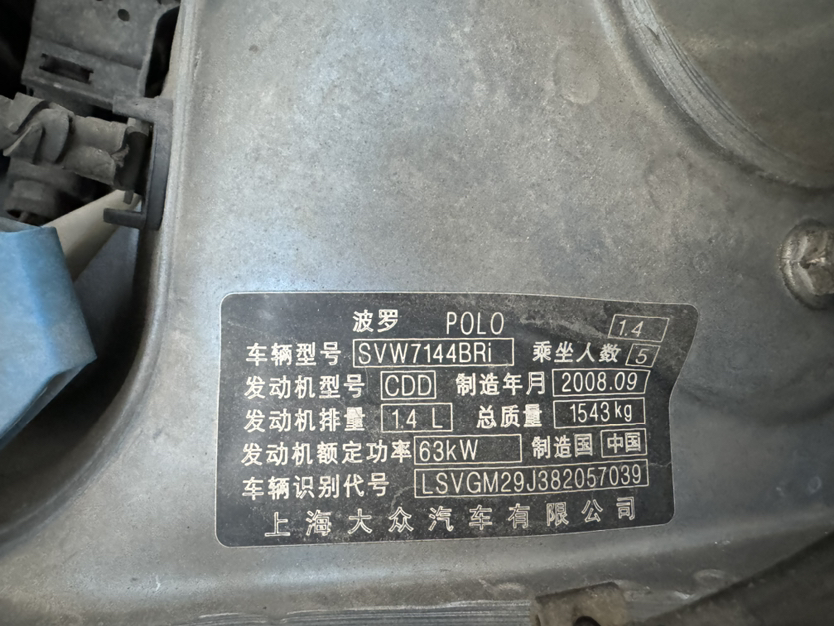 波罗 POLO 1.4
车辆型号 SVW7144BRi 乘坐人数 5
发动机型号 CDD 制造年月 2008.09
发动机排量 1.4 L 总质量 1543kg
发动机额定功率 63kW 制造国 中国
车辆识别代号 LSVGM29J382057039
上海大众汽车有限公司